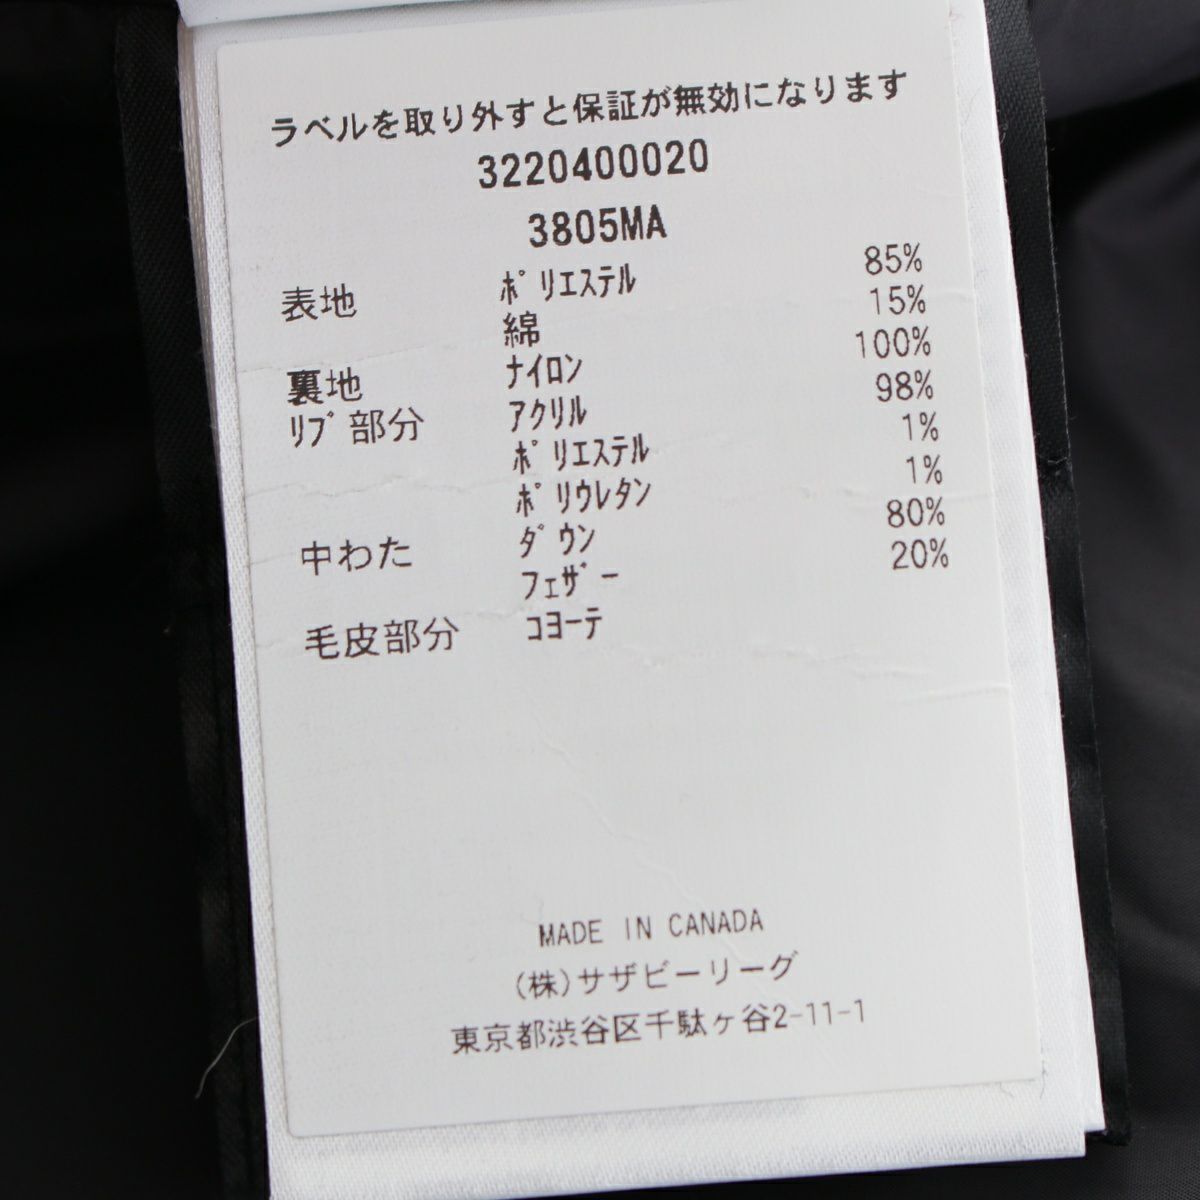 ラベルを取り外すと保証が無効になります
3220400020
3805MA
表地 ﾎﾟﾘｴｽﾃﾙ 85%
綿 15%
裏地 ﾅｲﾛﾝ 100%
ﾘﾌﾞ部分 ｱｸﾘﾙ 98%
ﾎﾟﾘｴｽﾃﾙ 1%
ﾎﾟﾘｳﾚﾀﾝ 1%
中わた ﾀﾞｳﾝ 80%
ﾌｪｻﾞｰ 20%
毛皮部分 ｺﾖｰﾃ
MADE IN CANADA
(株)サザビーリーグ
東京都渋谷区千駄ヶ谷2-11-1